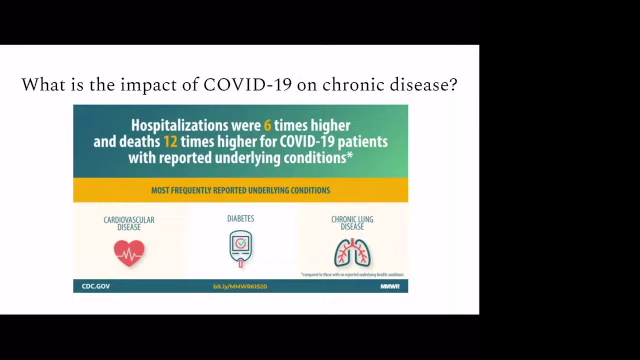 What is the impact of COVID-19 on chronic disease?
Hospitalizations were 6 times higher
and deaths 12 times higher for COVID-19 patients
with reported underlying conditions*
MOST FREQUENTLY REPORTED UNDERLYING CONDITIONS
CARDIOVASCULAR
DISEASE
DIABETES
CHRONIC LUNG
DISEASE
*compared to those with no reported underlying health conditions
CDC.GOV
bit.ly/MMWR61520
MMWR